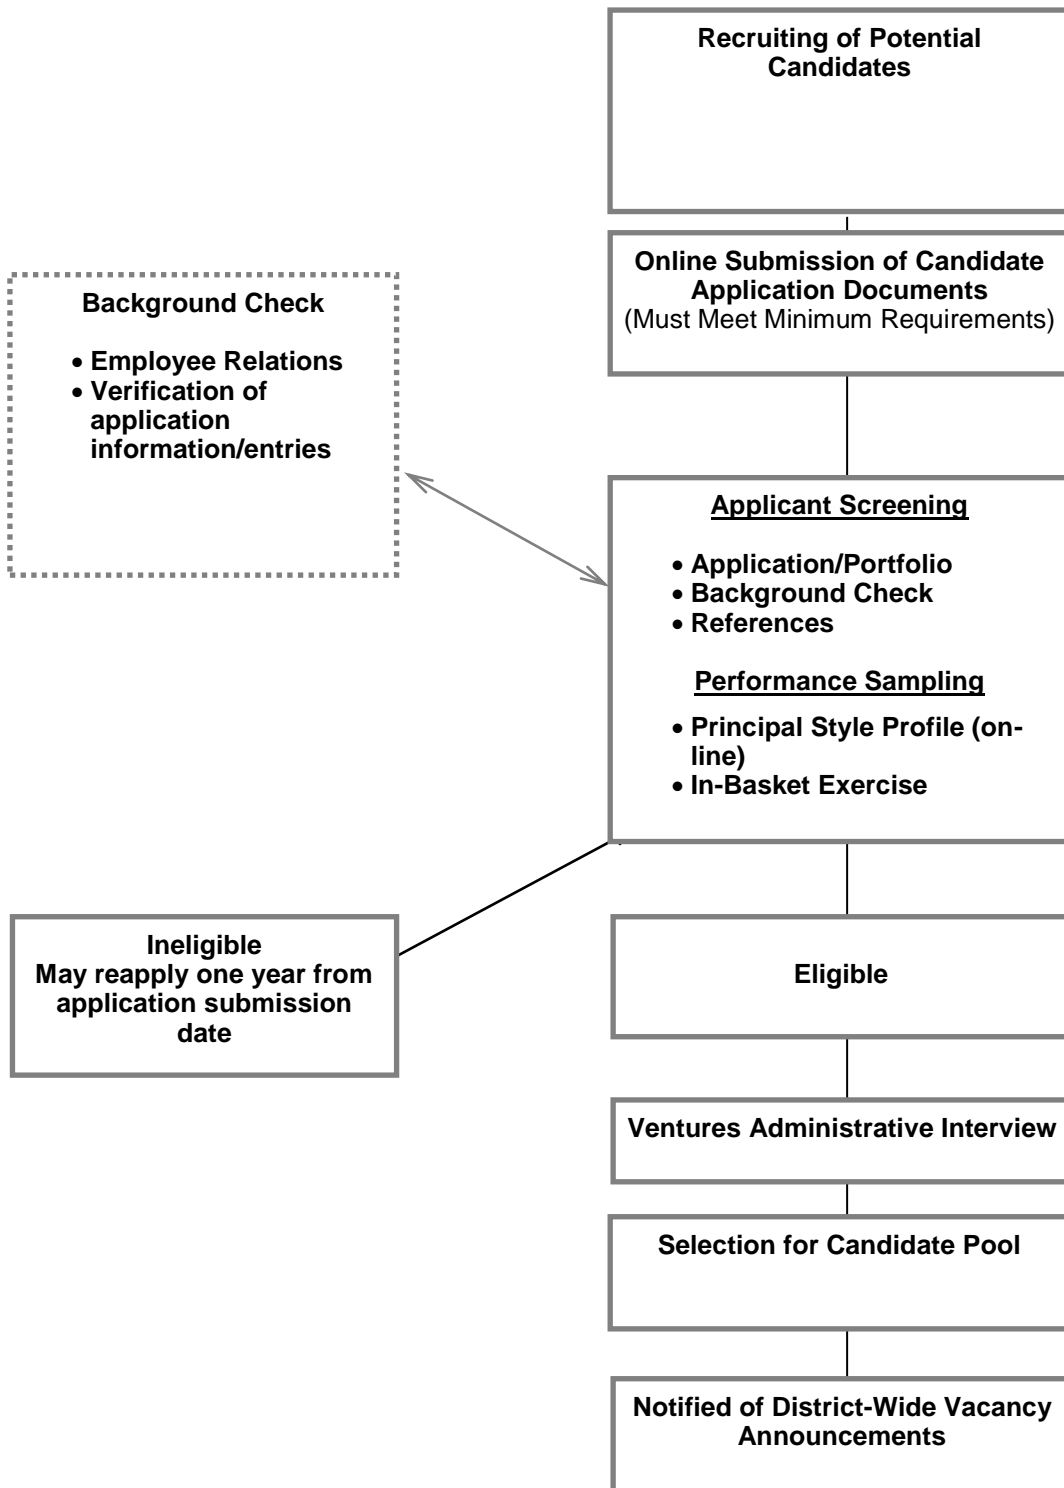 Recruiting of Potential
Candidates
Online Submission of Candidate
Application Documents
(Must Meet Minimum Requirements)
Background Check
• Employee Relations
• Verification of
application
information/entries
Applicant Screening
• Application/Portfolio
• Background Check
• References
Performance Sampling
• Principal Style Profile (on-
line)
• In-Basket Exercise
Ineligible
May reapply one year from
application submission
date
Eligible
Ventures Administrative Interview
Selection for Candidate Pool
Notified of District-Wide Vacancy
Announcements